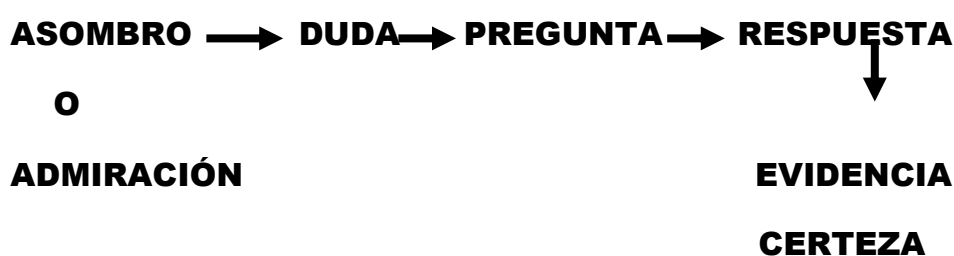 ASOMBRO DUDA PREGUNTA RESPUESTA
O
ADMIRACIÓN EVIDENCIA
CERTEZA